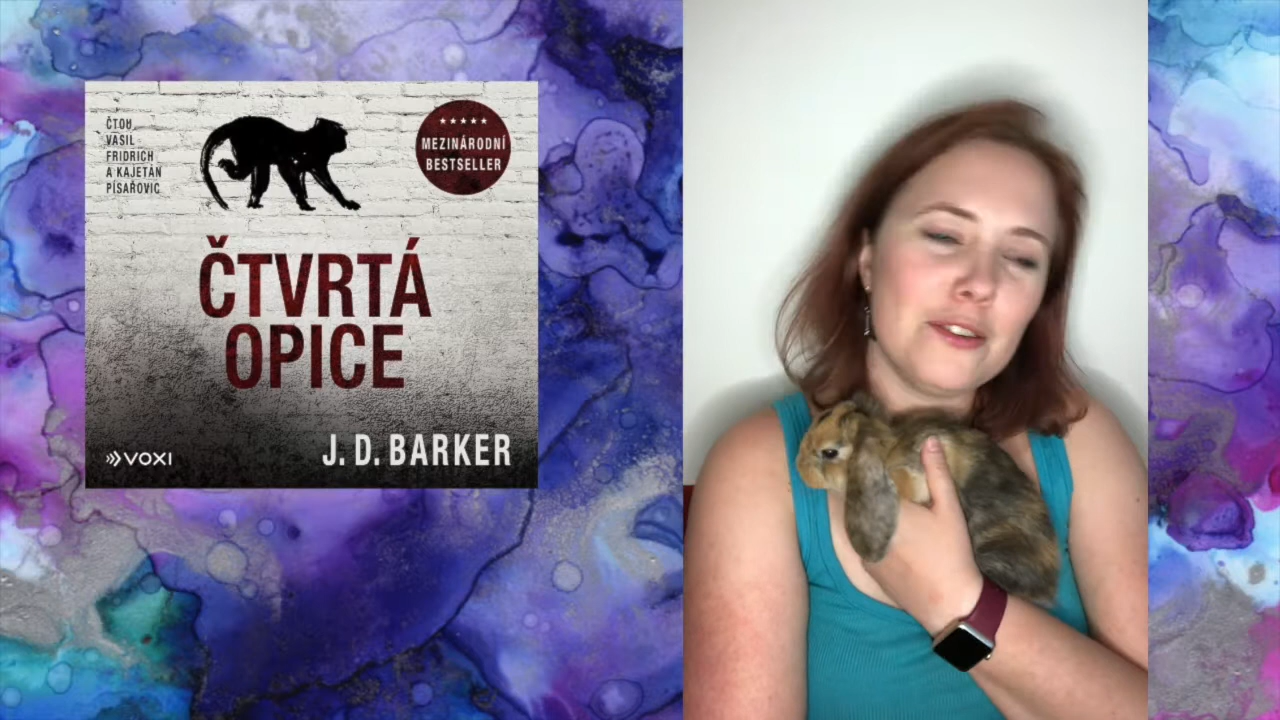 ČTOU
VASIL
FRIDRICH
A KAJETÁN
PÍSAŘOVIC
MEZINÁRODNÍ
BESTSELLER
ČTVRTÁ
OPICE
VOXI
J. D. BARKER